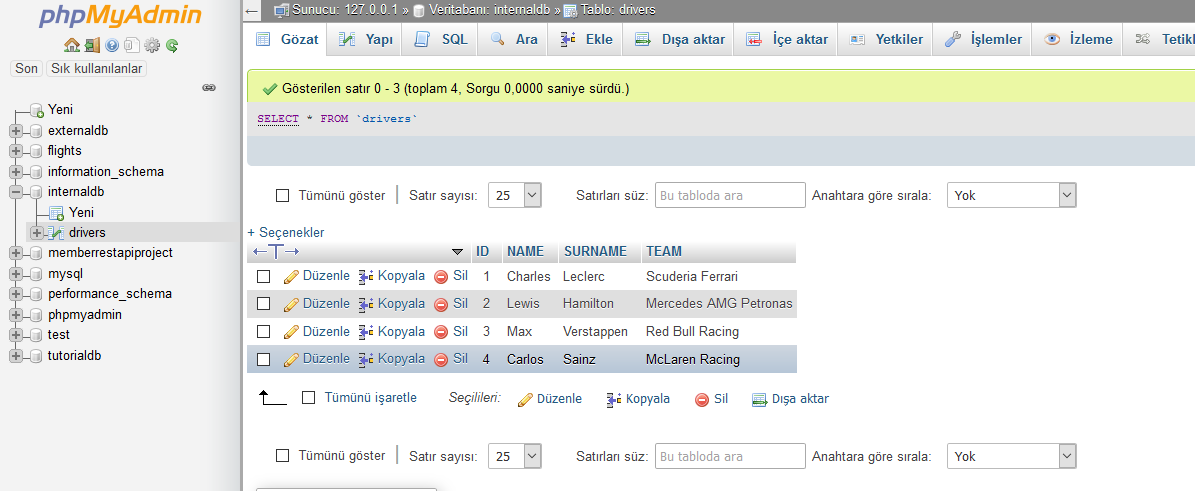 phpMyAdmin
Son Sık kullanılanlar
Yeni
externaldb
flights
information_schema
internaldb
Yeni
drivers
memberrestapiproject
mysql
performance_schema
phpmyadmin
test
tutorialdb
Sunucu: 127.0.0.1 » Veritabanı: internaldb » Tablo: drivers
Gözat Yapı SQL Ara Ekle Dışa aktar İçe aktar Yetkiler İşlemler İzleme Tetikl
Gösterilen satır 0 - 3 (toplam 4, Sorgu 0,0000 saniye sürdü.)
SELECT * FROM `drivers`
Tümünü göster | Satır sayısı: 25 Satırları süz: Bu tabloda ara Anahtara göre sırala: Yok
+ Seçenekler
←T→ ID NAME SURNAME TEAM
Düzenle Kopyala Sil 1 Charles Leclerc Scuderia Ferrari
Düzenle Kopyala Sil 2 Lewis Hamilton Mercedes AMG Petronas
Düzenle Kopyala Sil 3 Max Verstappen Red Bull Racing
Düzenle Kopyala Sil 4 Carlos Sainz McLaren Racing
Tümünü işaretle Seçilileri: Düzenle Kopyala Sil Dışa aktar
Tümünü göster | Satır sayısı: 25 Satırları süz: Bu tabloda ara Anahtara göre sırala: Yok